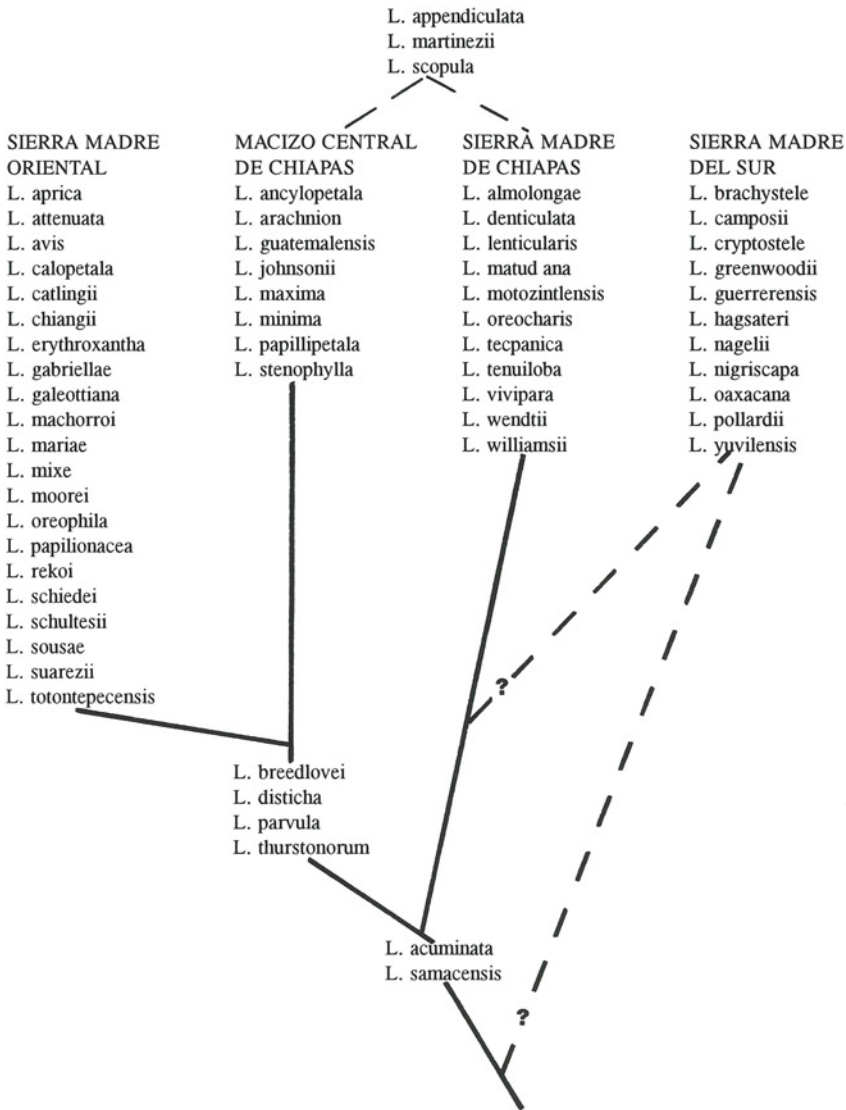 L. appendiculata
L. martinezii
L. scopula
SIERRA MADRE
ORIENTAL
L. aprica
L. attenuata
L. avis
L. calopetala
L. catlingii
L. chiangii
L. erythroxantha
L. gabriellae
L. galeottiana
L. machorroi
L. mariae
L. mixe
L. moorei
L. oreophila
L. papilionacea
L. rekoi
L. schiedei
L. schultesii
L. sousae
L. suarezii
L. totontepecensis
MACIZO CENTRAL
DE CHIAPAS
L. ancylopetala
L. arachnion
L. guatemalensis
L. johnsonii
L. maxima
L. minima
L. papillipetala
L. stenophylla
SIERRA MADRE
DE CHIAPAS
L. almolongae
L. denticulata
L. lenticularis
L. matud ana
L. motozintlensis
L. oreocharis
L. tecpanica
L. tenuiloba
L. vivipara
L. wendtii
L. williamsii
SIERRA MADRE
DEL SUR
L. brachystele
L. camposii
L. cryptostele
L. greenwoodii
L. guerrerensis
L. hagsateri
L. nagelii
L. nigriscapa
L. oaxacana
L. pollardii
L. yuvilensis
?
L. breedlovei
L. disticha
L. parvula
L. thurstonorum
L. acuminata
L. samacensis
?